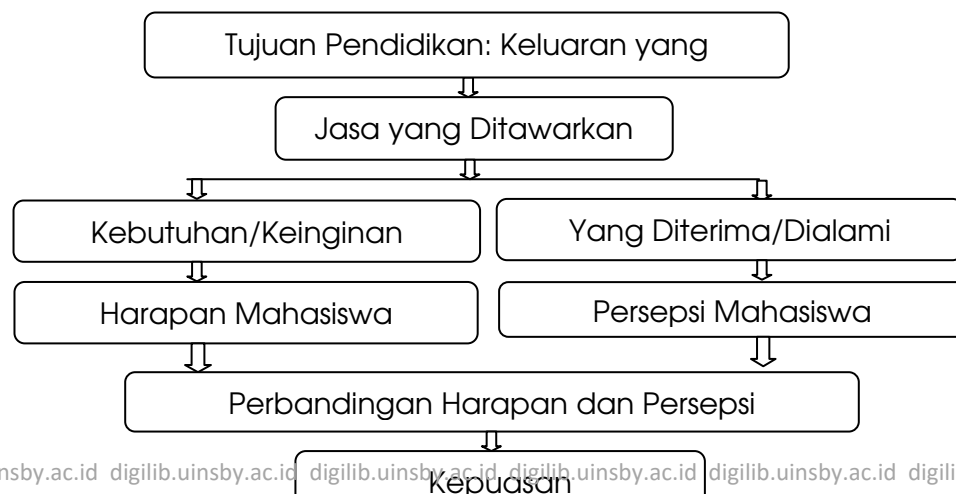 Tujuan Pendidikan: Keluaran yang
Jasa yang Ditawarkan
Kebutuhan/Keinginan
Yang Diterima/Dialami
Harapan Mahasiswa
Persepsi Mahasiswa
Perbandingan Harapan dan Persepsi
nsby.ac.id digilib.uinsby.ac.id digilib.uinsby.ac.id digilib.uinsby.ac.id digilib.uinsby.ac.id digili
Kepuasan